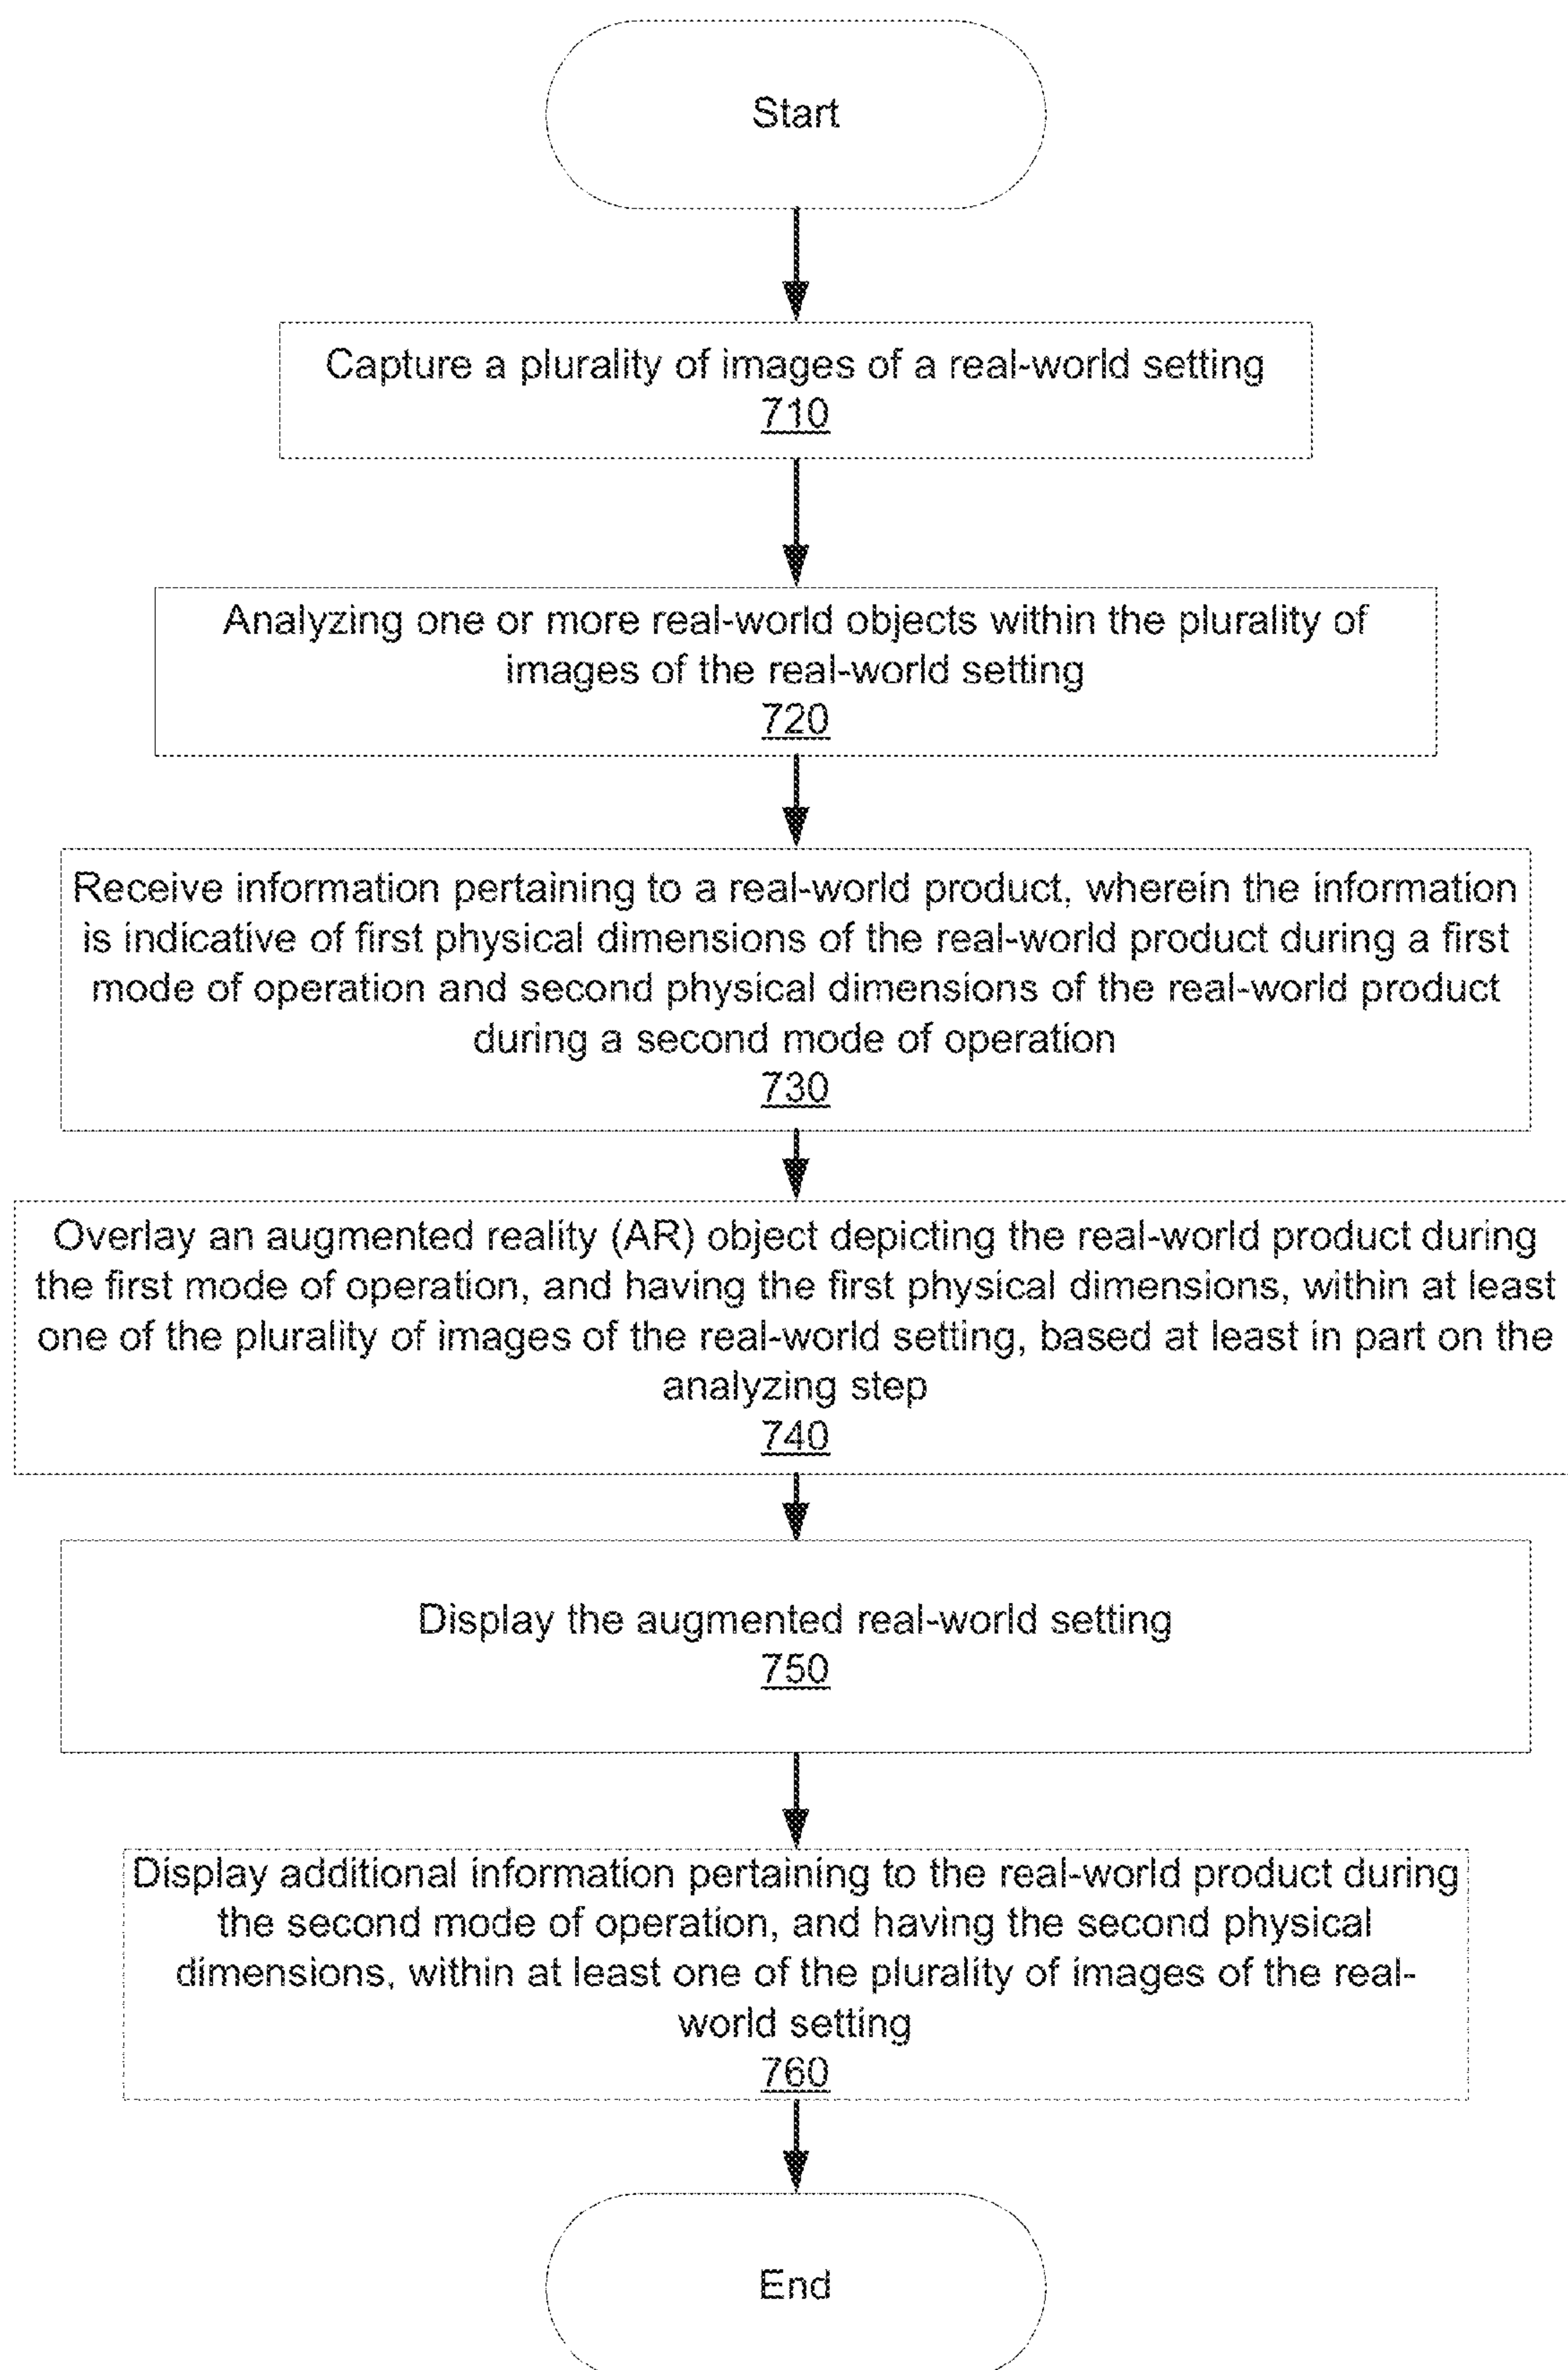 Start
Capture a plurality of images of a real-world setting
710
Analyzing one or more real-world objects within the plurality of
images of the real-world setting
720
Receive information pertaining to a real-world product, wherein the information
is indicative of first physical dimensions of the real-world product during a first
mode of operation and second physical dimensions of the real-world product
during a second mode of operation
730
Overlay an augmented reality (AR) object depicting the real-world product during
the first mode of operation, and having the first physical dimensions, within at least
one of the plurality of images of the real-world setting, based at least in part on the
analyzing step
740
Display the augmented real-world setting
750
Display additional information pertaining to the real-world product during
the second mode of operation, and having the second physical
dimensions, within at least one of the plurality of images of the real-
world setting
760
End